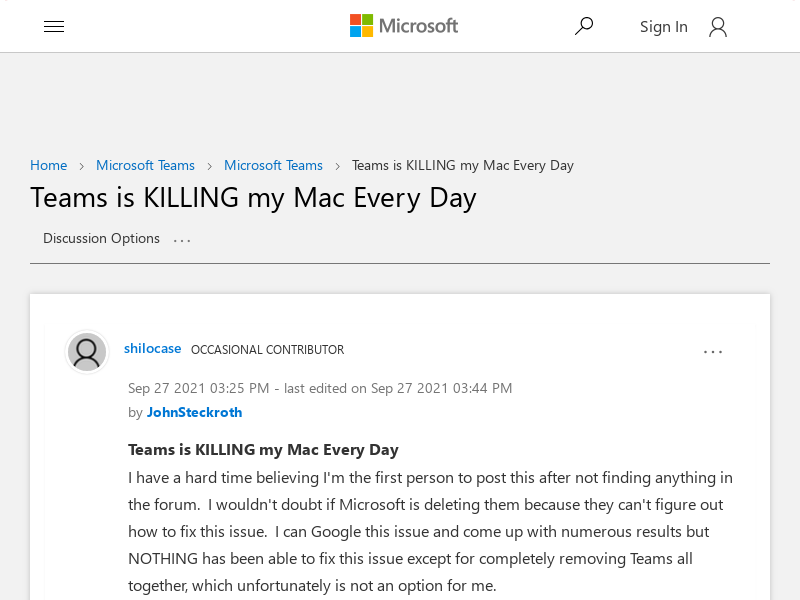 Microsoft
Sign In
Home > Microsoft Teams > Microsoft Teams > Teams is KILLING my Mac Every Day
Teams is KILLING my Mac Every Day
Discussion Options ...
shilocase OCCASIONAL CONTRIBUTOR ...
Sep 27 2021 03:25 PM - last edited on Sep 27 2021 03:44 PM
by JohnSteckroth
Teams is KILLING my Mac Every Day
I have a hard time believing I'm the first person to post this after not finding anything in
the forum.  I wouldn't doubt if Microsoft is deleting them because they can't figure out
how to fix this issue.  I can Google this issue and come up with numerous results but
NOTHING has been able to fix this issue except for completely removing Teams all
together, which unfortunately is not an option for me.